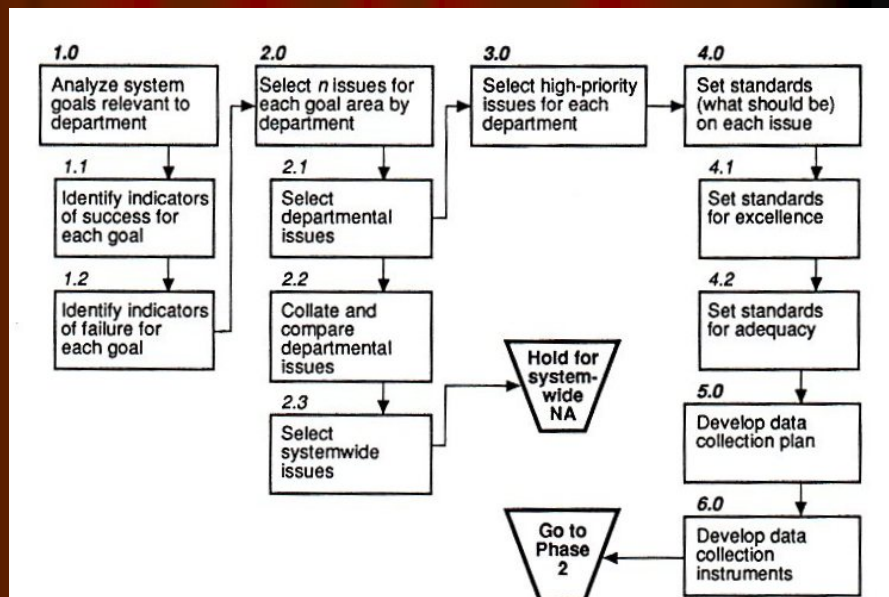 1.0
Analyze system
goals relevant to
department
1.1
Identify indicators
of success for
each goal
1.2
Identify indicators
of failure for
each goal
2.0
Select n issues for
each goal area by
department
2.1
Select
departmental
issues
2.2
Collate and
compare
departmental
issues
2.3
Select
systemwide
issues
3.0
Select high-priority
issues for each
department
Hold for
system-
wide
NA
4.0
Set standards
(what should be)
on each issue
4.1
Set standards
for excellence
4.2
Set standards
for adequacy
5.0
Develop data
collection plan
6.0
Develop data
collection
instruments
Go to
Phase
2